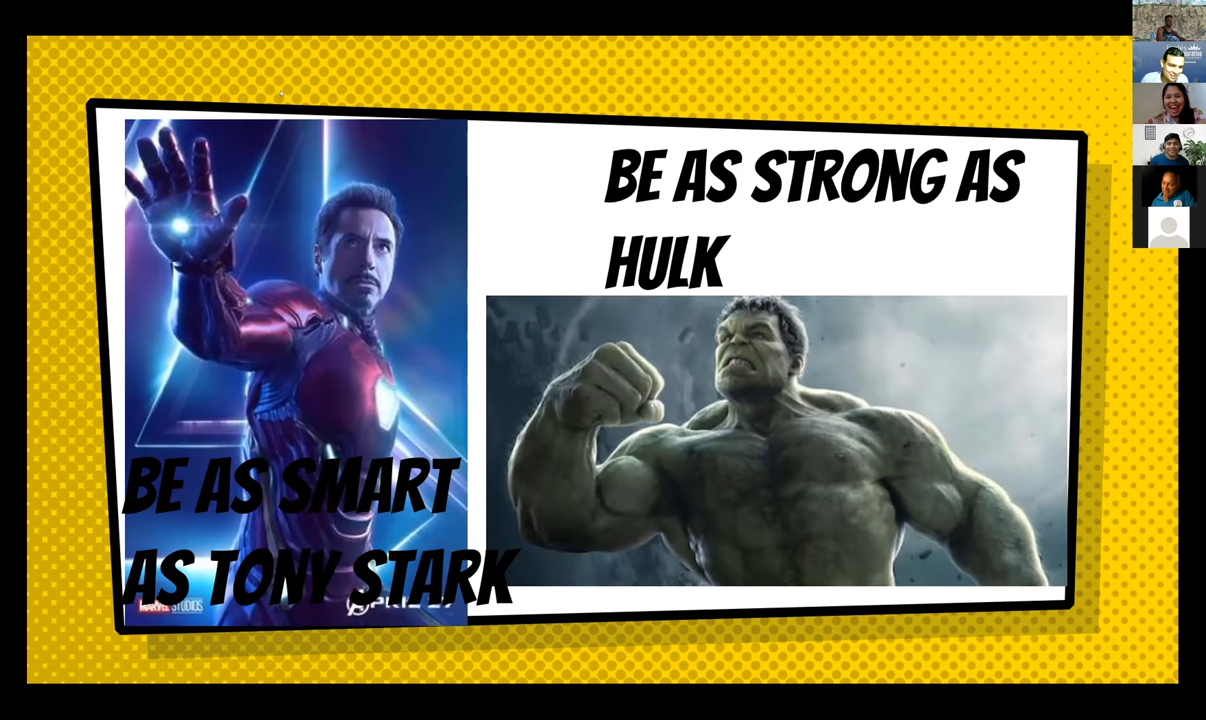 BE AS STRONG AS
HULK
BE AS SMART
AS TONY STARK
MARVEL STUDIOS